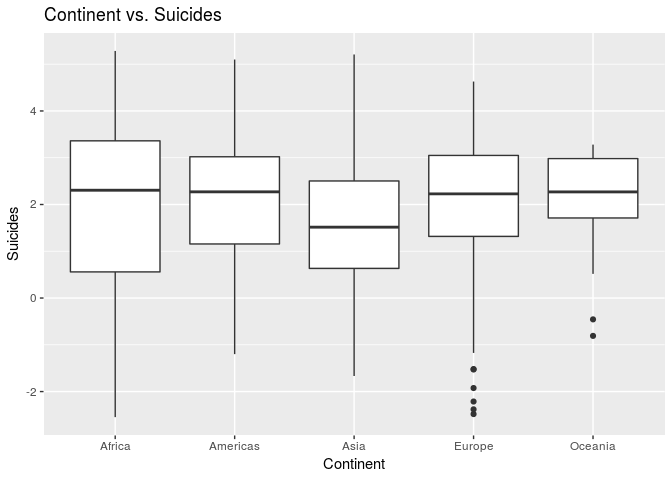 Continent vs. Suicides
Suicides
4
2
0
-2
Africa Americas Asia Europe Oceania
Continent